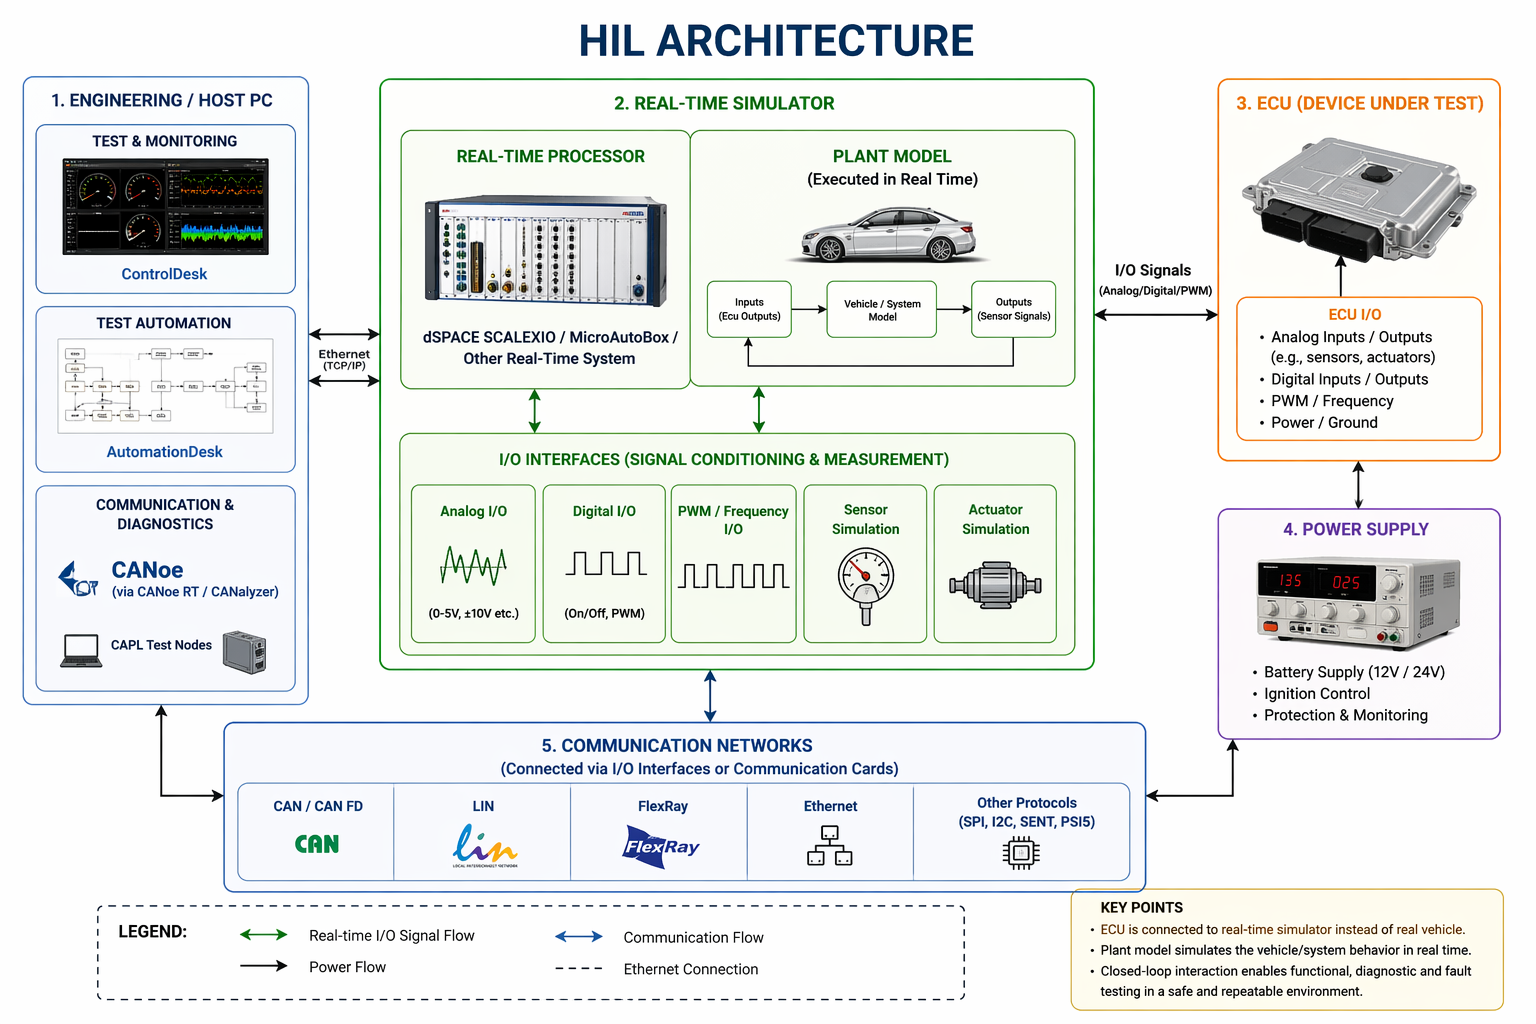 HIL ARCHITECTURE
1. ENGINEERING / HOST PC
TEST & MONITORING
ControlDesk
TEST AUTOMATION
AutomationDesk
COMMUNICATION &
DIAGNOSTICS
CANoe
(via CANoe RT / CANalyzer)
CAPL Test Nodes
Ethernet
(TCP/IP)
2. REAL-TIME SIMULATOR
REAL-TIME PROCESSOR
dSPACE SCALEXIO / MicroAutoBox /
Other Real-Time System
PLANT MODEL
(Executed in Real Time)
Inputs
(Ecu Outputs)
Vehicle / System
Model
Outputs
(Sensor Signals)
I/O INTERFACES (SIGNAL CONDITIONING & MEASUREMENT)
Analog I/O
(0-5V, ±10V etc.)
Digital I/O
(On/Off, PWM)
PWM / Frequency
I/O
Sensor
Simulation
Actuator
Simulation
I/O Signals
(Analog/Digital/PWM)
3. ECU (DEVICE UNDER TEST)
ECU I/O
• Analog Inputs / Outputs
(e.g., sensors, actuators)
• Digital Inputs / Outputs
• PWM / Frequency
• Power / Ground
4. POWER SUPPLY
135 025
• Battery Supply (12V / 24V)
• Ignition Control
• Protection & Monitoring
5. COMMUNICATION NETWORKS
(Connected via I/O Interfaces or Communication Cards)
CAN / CAN FD
CAN
LIN
lin
LOCAL INTERCONNECT NETWORK
FlexRay
FlexRay
Ethernet
Other Protocols
(SPI, I2C, SENT, PSI5)
LEGEND:
Real-time I/O Signal Flow
Communication Flow
Power Flow
Ethernet Connection
KEY POINTS
• ECU is connected to real-time simulator instead of real vehicle.
• Plant model simulates the vehicle/system behavior in real time.
• Closed-loop interaction enables functional, diagnostic and fault
testing in a safe and repeatable environment.